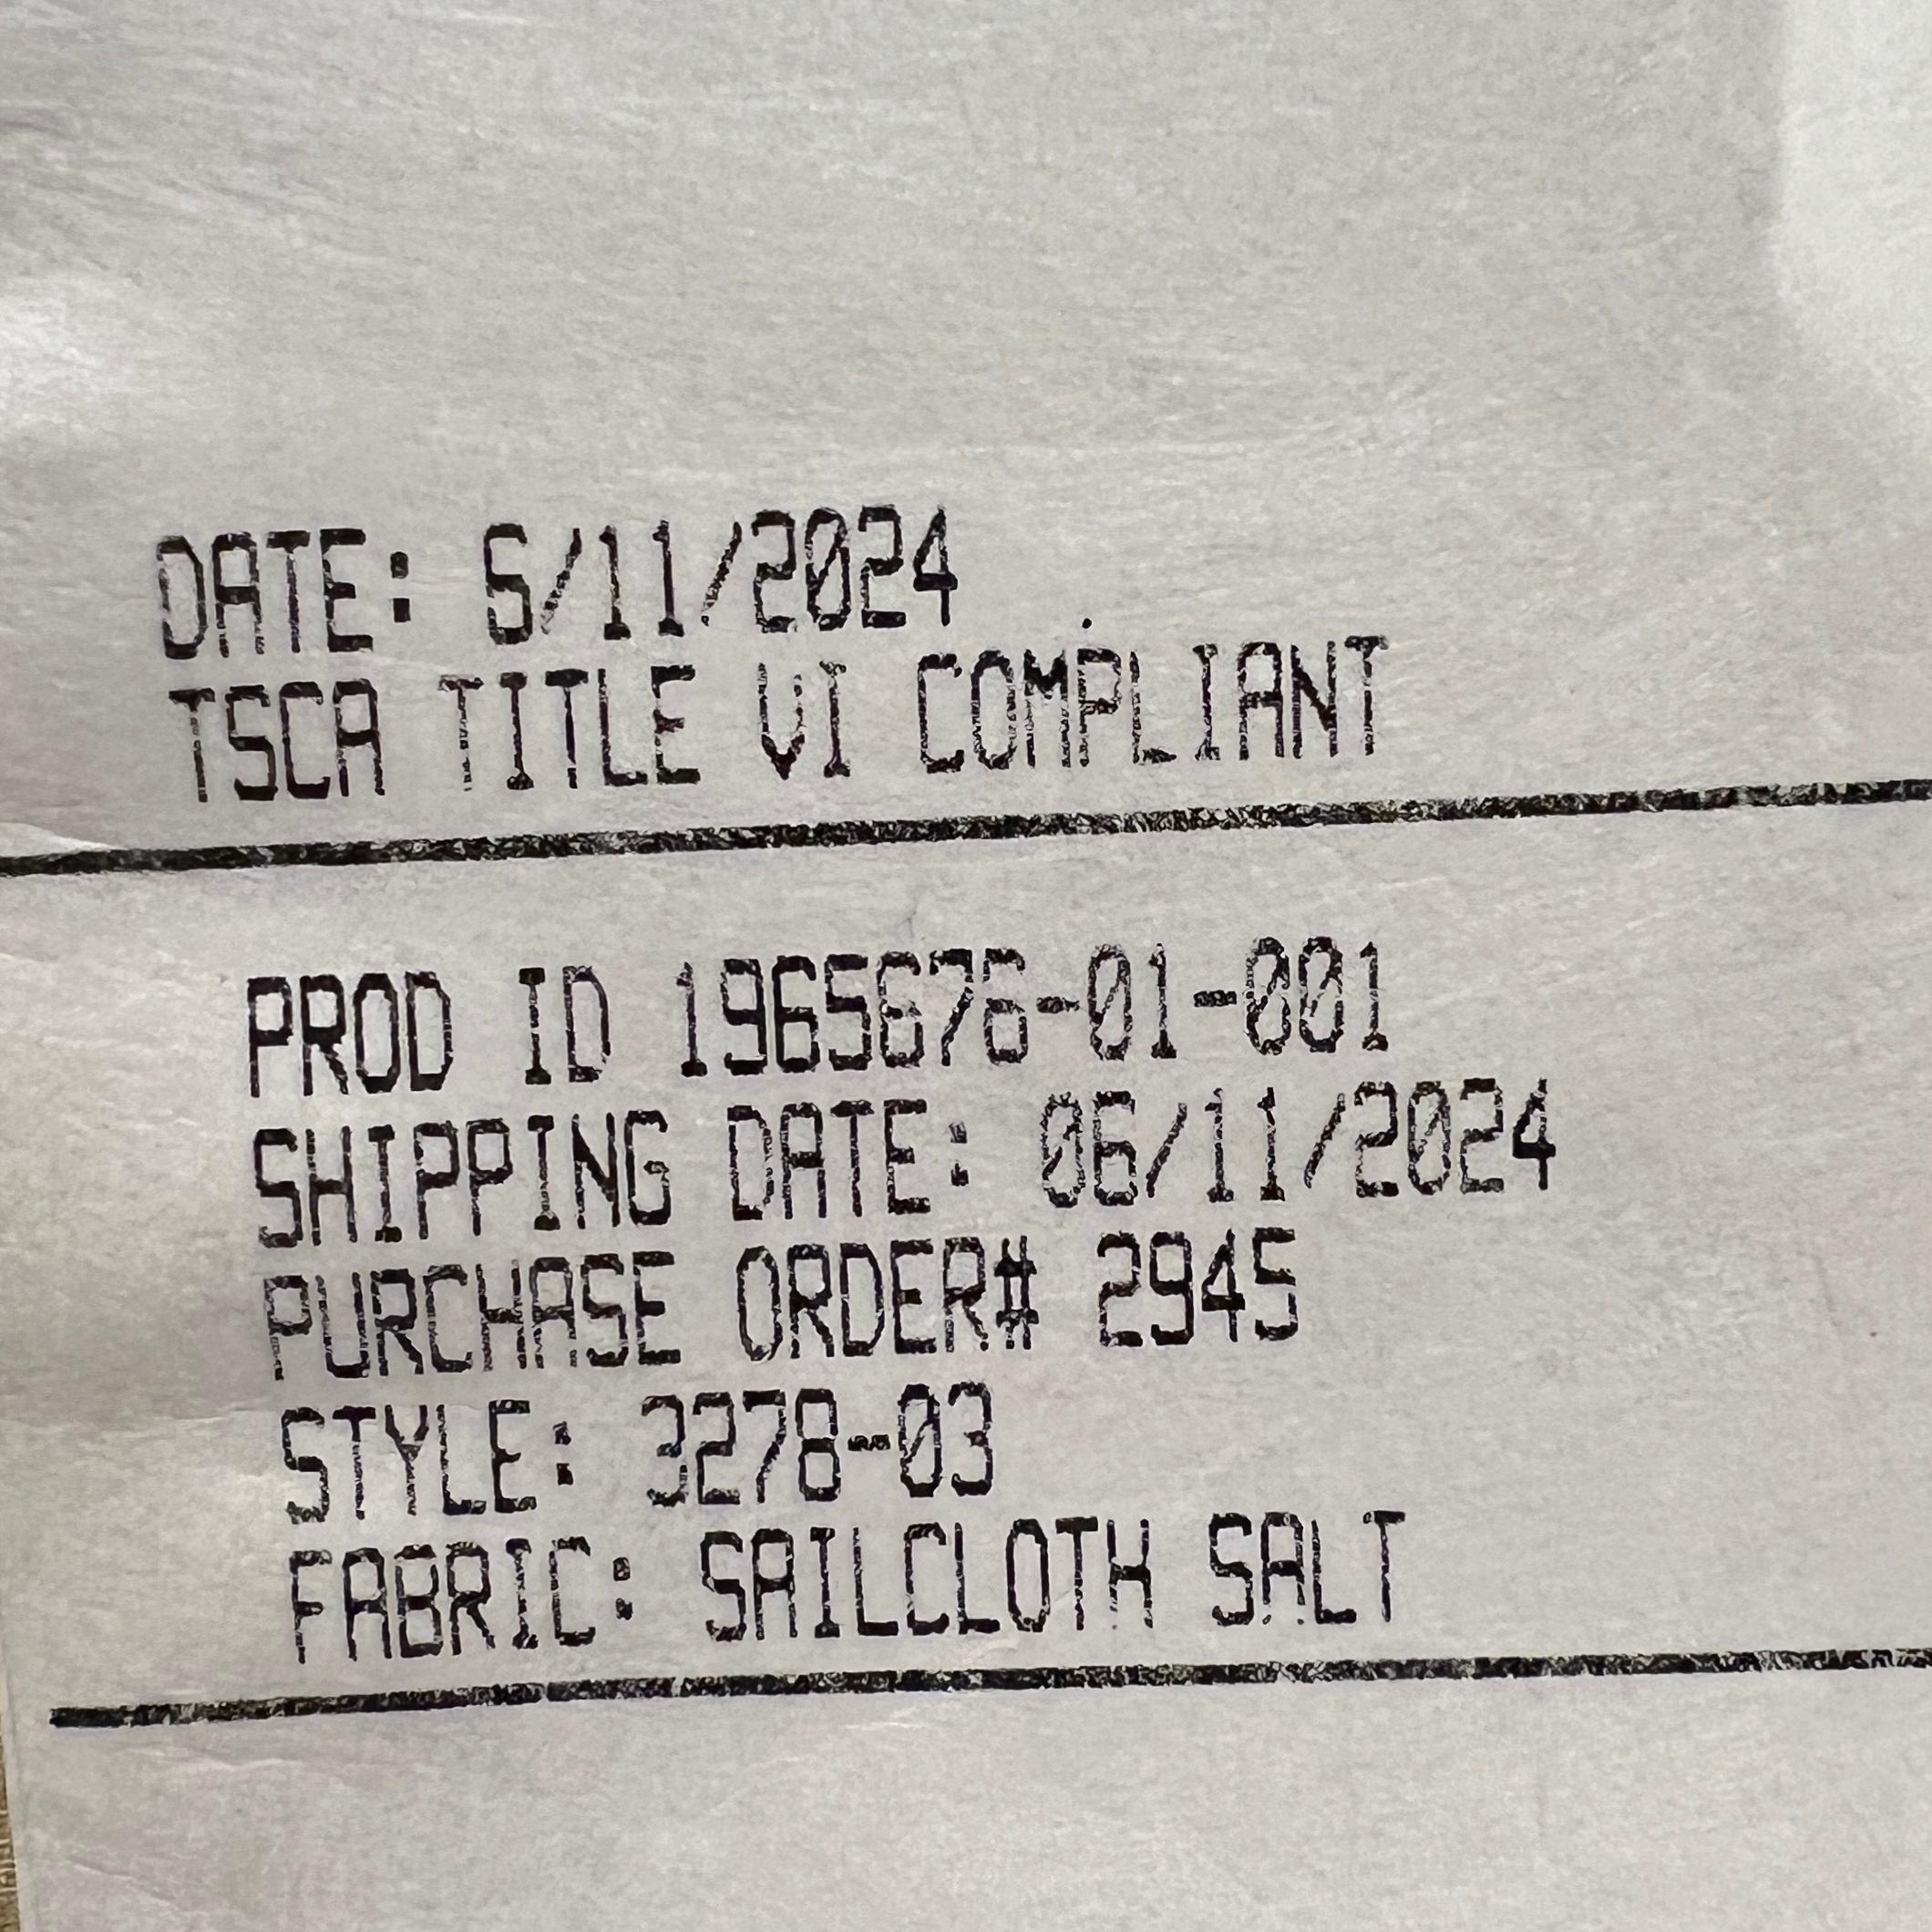 DATE: 5/11/2024
TSCA TITLE VI COMPLIANT
PROD ID 1965676-01-001
SHIPPING DATE: 06/11/2024
PURCHASE ORDER# 2945
STYLE: 3278-03
FABRIC: SAILCLOTH SALT